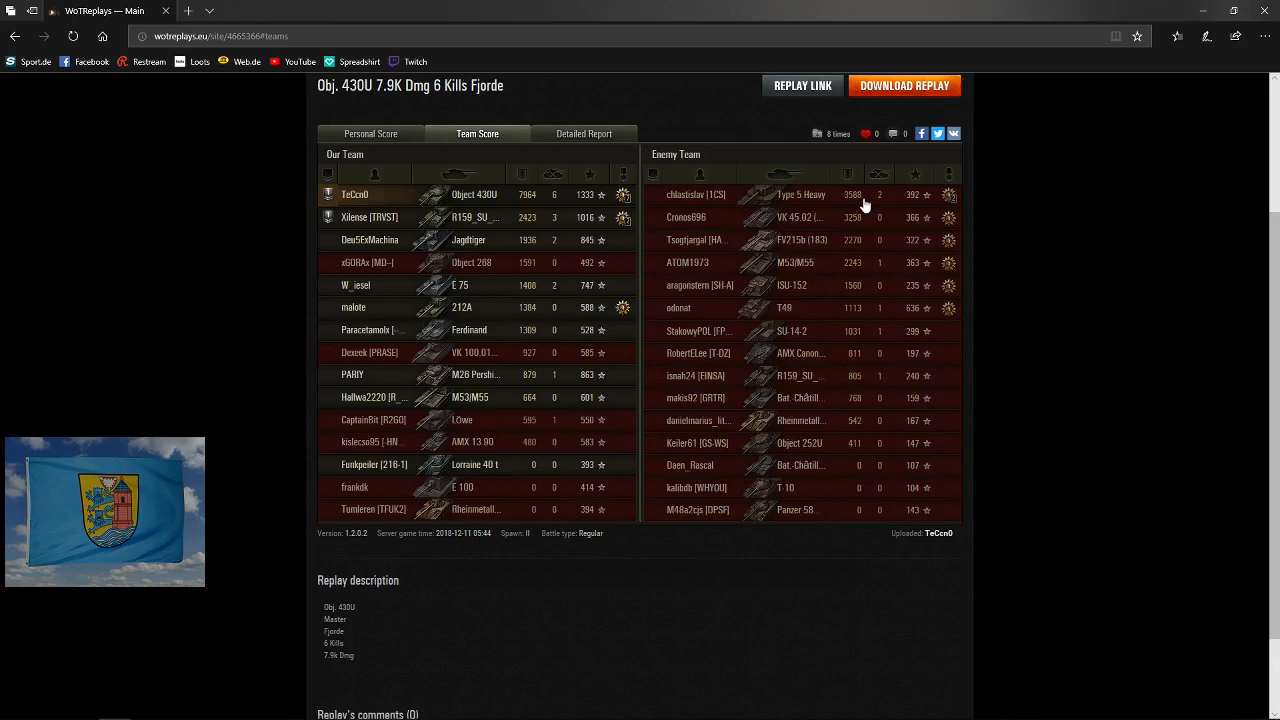 WoTReplays — Main
wotreplays.eu/site/4665366#teams
Sport.de Facebook Restream Loots Web.de YouTube Spreadshirt Twitch
Obj. 430U 7.9K Dmg 6 Kills Fjorde
REPLAY LINK DOWNLOAD REPLAY
Personal Score Team Score Detailed Report
8 times 0 0
Our Team
TeCcn0 Object 430U 7964 6 1333
Xilense [TRVST] R159_SU_... 2423 3 1016
Deu5ExMachina Jagdtiger 1936 2 845
xGORAx [MD--] Object 268 1591 0 492
W_iesel E 75 1408 2 747
malote 212A 1384 0 588
Paracetamolx [--... Ferdinand 1309 0 528
Dexeek [PRASE] VK 100.01... 927 0 585
PARIY M26 Pershi... 879 1 863
Hallwa2220 [R_... M53/M55 664 0 601
CaptainBit [R2GO] Löwe 595 1 550
kislecso95 [-HN... AMX 13 90 480 0 583
Funkpeiler [216-1] Lorraine 40 t 0 0 393
frankdk E 100 0 0 414
Tumleren [TFUK2] Rheinmetall... 0 0 394
Enemy Team
chlastislav [1CS] Type 5 Heavy 3588 2 392
Cronos696 VK 45.02 (... 3258 0 366
Tsogtjargal [HA... FV215b (183) 2270 0 322
ATOM1973 M53/M55 2243 1 363
aragonstern [SH-A] ISU-152 1560 0 235
odonat T49 1113 1 636
StakowyPOL [FP... SU-14-2 1031 1 299
RobertELee [T-DZ] AMX Canon... 811 0 197
isnah24 [EINSA] R159_SU_... 805 1 240
makis92 [GRTR] Bat.-Châtill... 768 0 159
danielmarius_lit... Rheinmetall... 542 0 167
Keiler61 [GS-WS] Object 252U 411 0 147
Daen_Rascal Bat.-Châtill... 0 0 107
kalibdb [WHYOU] T-10 0 0 104
M48a2cjs [DPSF] Panzer 58... 0 0 143
Version: 1.2.0.2 Server game time: 2018-12-11 05:44 Spawn: II Battle type: Regular Uploaded: TeCcn0
Replay description
Obj. 430U
Master
Fjorde
6 Kills
7.9k Dmg
Replay's comments (0)